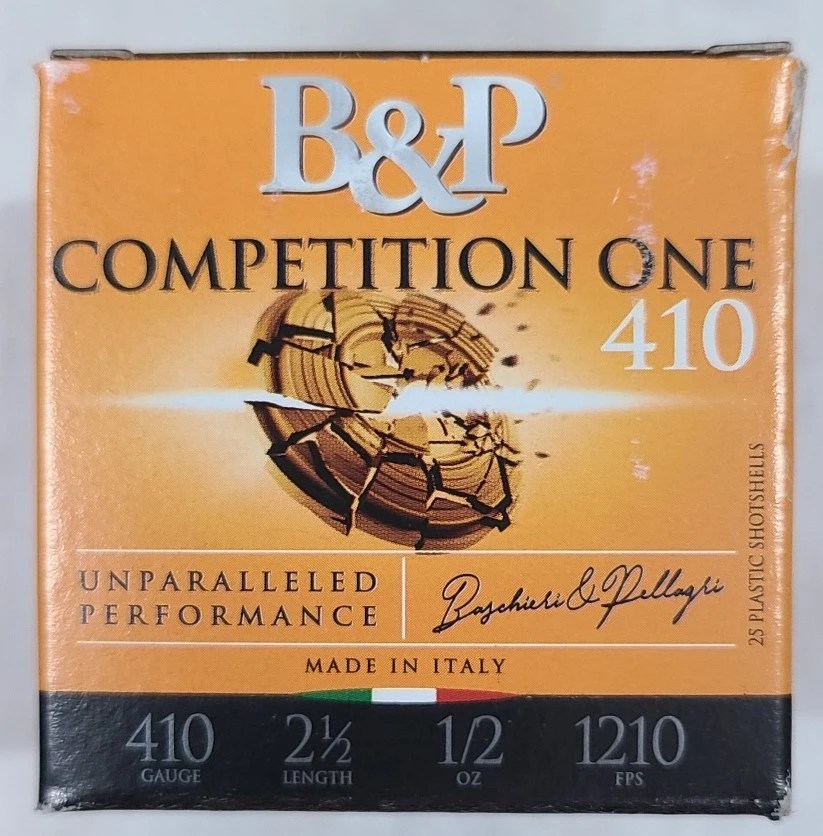 B&P
COMPETITION ONE
410
25 PLASTIC SHOTSHELLS
UNPARALLELED
PERFORMANCE
Baschieri & Pellagri
MADE IN ITALY
410 2½ 1/2 1210
GAUGE LENGTH OZ FPS